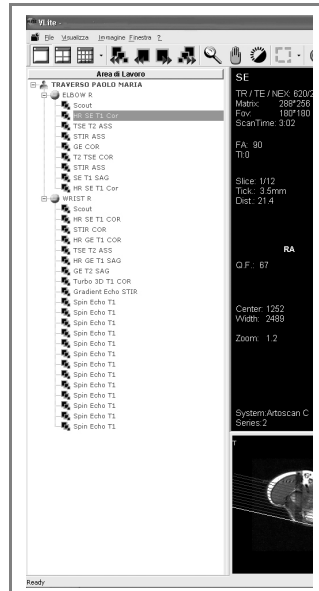 VLite -
File Visualizza Immagine Finestra ?
Area di Lavoro
TRAVERSO PAOLO MARIA
ELBOW R
Scout
HR SE T1 Cor
TSE T2 ASS
STIR ASS
GE COR
T2 TSE COR
STIR ASS
SE T1 SAG
HR SE T1 Cor
WRIST R
Scout
HR SE T1 COR
STIR COR
HR GE T1 COR
TSE T2 ASS
HR GE T1 SAG
GE T2 SAG
Turbo 3D T1 COR
Gradient Echo STIR
Spin Echo T1
Spin Echo T1
Spin Echo T1
Spin Echo T1
Spin Echo T1
Spin Echo T1
Spin Echo T1
Spin Echo T1
Spin Echo T1
Spin Echo T1
Spin Echo T1
Spin Echo T1
Spin Echo T1
Ready
SE
TR / TE / NEX: 620/2
Matrix: 288*256
Fov: 180*180
ScanTime: 3:02
FA: 90
TI:0
Slice: 1/12
Tick.: 3.5mm
Dist.: 21.4
RA
Q.F.: 67
Center: 1252
Width: 2489
Zoom: 1.2
System:Artoscan C
Series:2
T